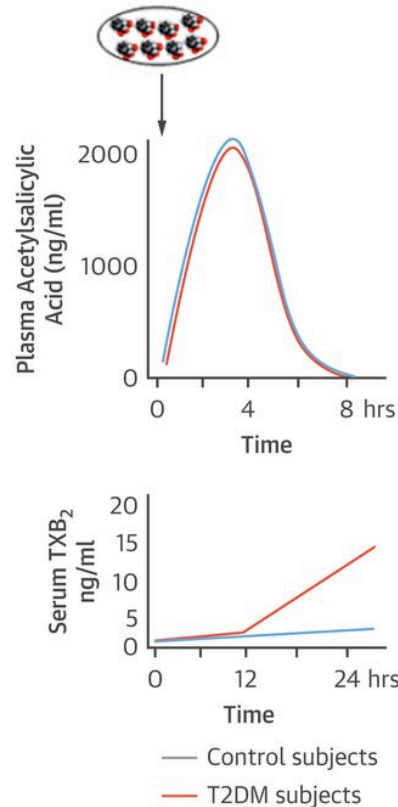 Plasma Acetylsalicylic
Acid (ng/ml)
2000
1000
0
0 4 8 hrs
Time
Serum TXB₂
ng/ml
20
15
10
5
0
0 12 24 hrs
Time
Control subjects
T2DM subjects